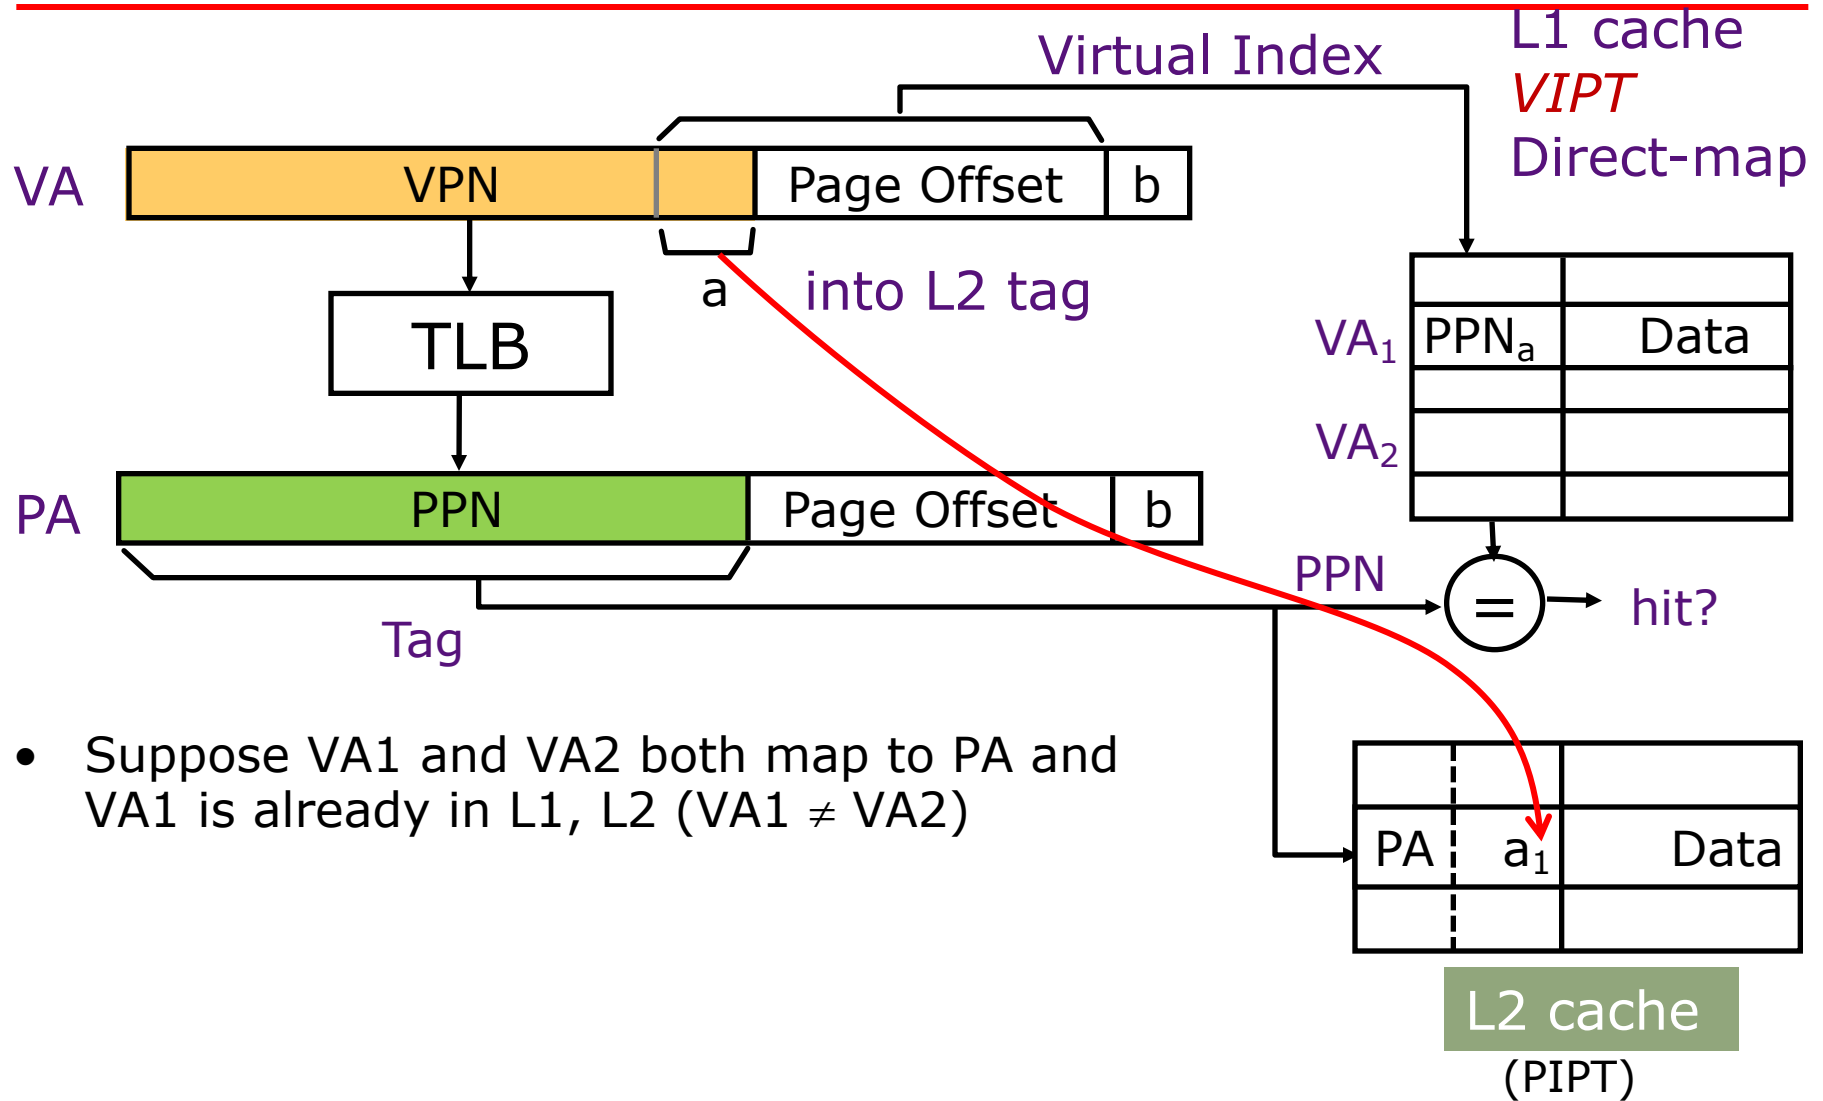 Virtual Index
L1 cache
VIPT
Direct-map
VA
VPN
Page Offset
b
a
into L2 tag
TLB
VA₁
PPNₐ
Data
VA₂
PA
PPN
Page Offset
b
PPN
=
hit?
Tag
• Suppose VA1 and VA2 both map to PA and
VA1 is already in L1, L2 (VA1 ≠ VA2)
PA
a₁
Data
L2 cache
(PIPT)